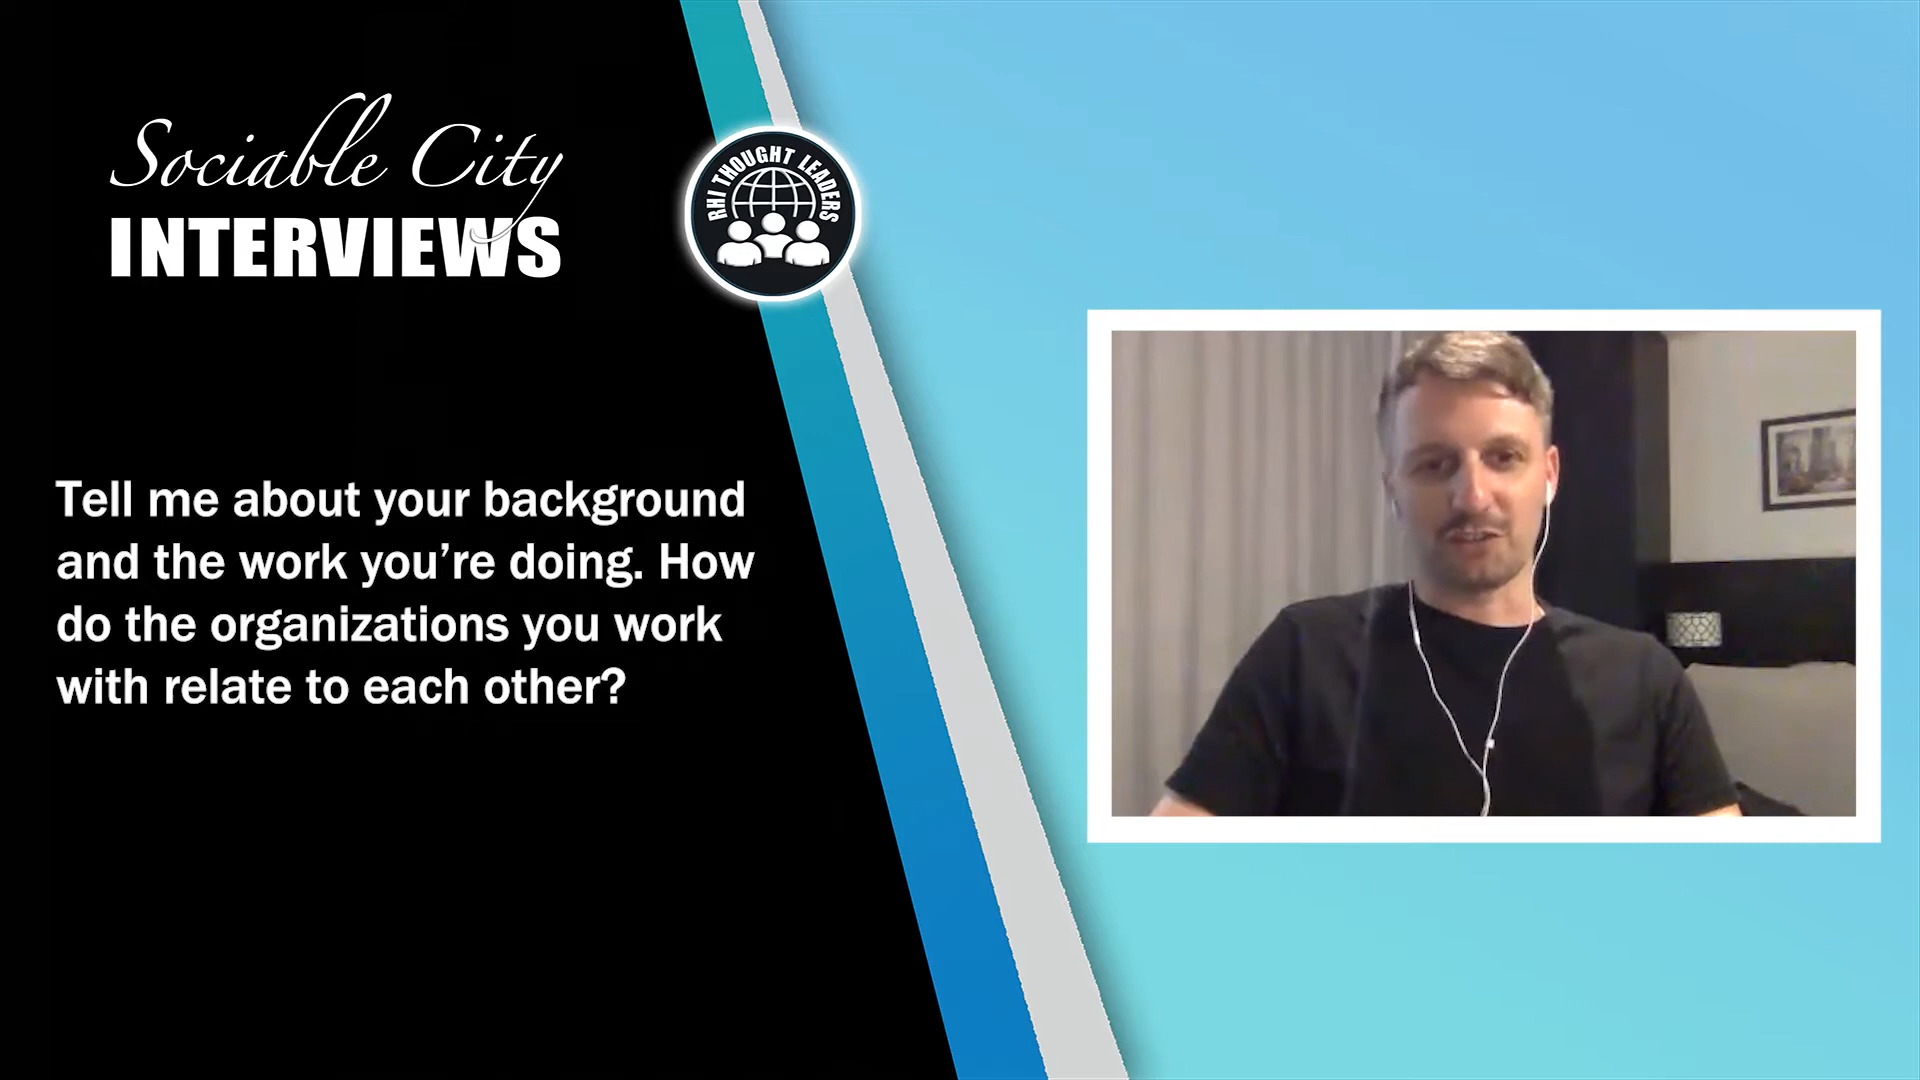 Sociable City
INTERVIEWS
RHI THOUGHT LEADERS
Tell me about your background
and the work you're doing. How
do the organizations you work
with relate to each other?